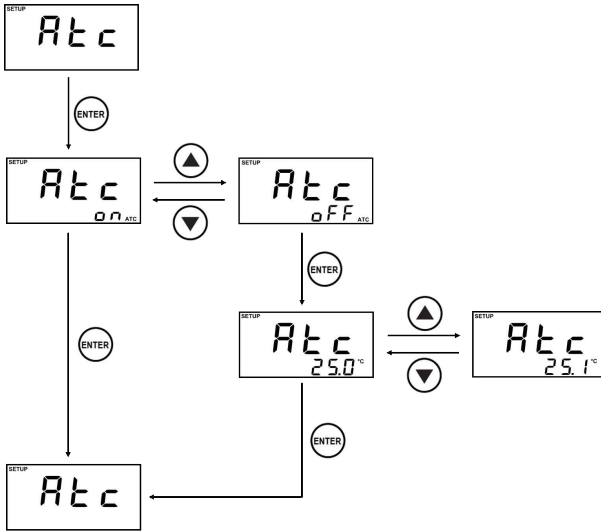 SETUP
Atc
ENTER
SETUP
Atc
on ATC
SETUP
Atc
oFF ATC
ENTER
ENTER
SETUP
Atc
25.0 °C
SETUP
Atc
25.1 °C
ENTER
SETUP
Atc